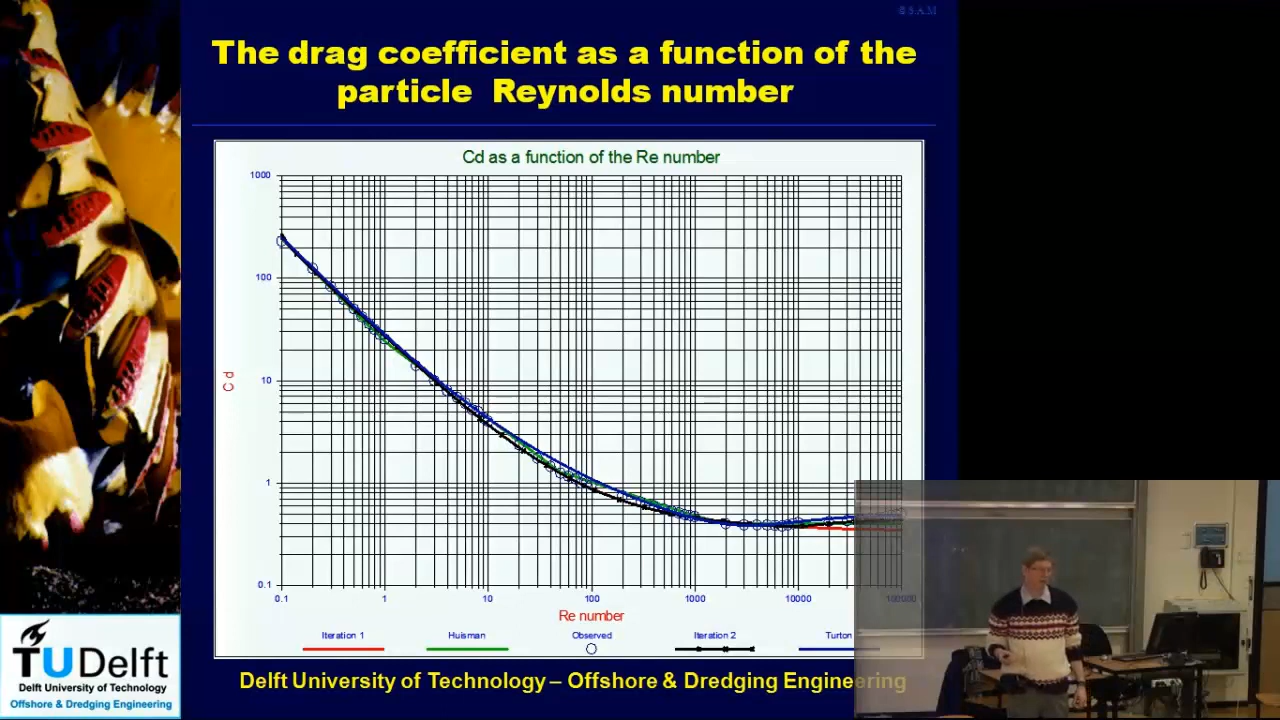 © S.A.M
The drag coefficient as a function of the
particle Reynolds number
Cd as a function of the Re number
1000
100
10
1
0.1
Cd
0.1 1 10 100 1000 10000 100000
Re number
Iteration 1 Huisman Observed Iteration 2 Turton
TU Delft
Delft University of Technology
Offshore & Dredging Engineering
Delft University of Technology – Offshore & Dredging Engineering